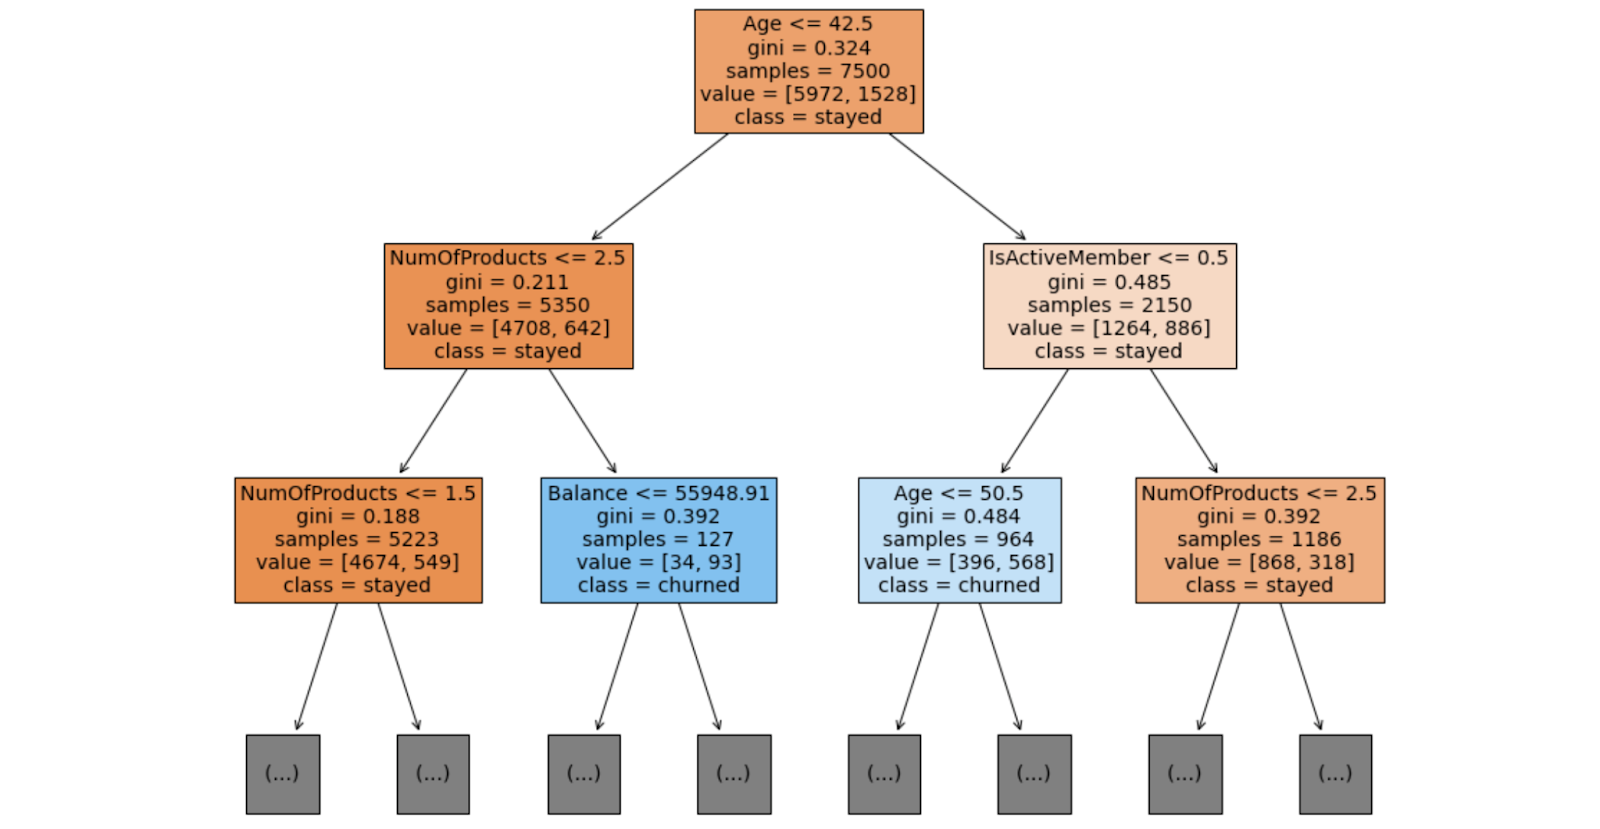 Age <= 42.5
gini = 0.324
samples = 7500
value = [5972, 1528]
class = stayed
NumOfProducts <= 2.5
gini = 0.211
samples = 5350
value = [4708, 642]
class = stayed
IsActiveMember <= 0.5
gini = 0.485
samples = 2150
value = [1264, 886]
class = stayed
NumOfProducts <= 1.5
gini = 0.188
samples = 5223
value = [4674, 549]
class = stayed
Balance <= 55948.91
gini = 0.392
samples = 127
value = [34, 93]
class = churned
Age <= 50.5
gini = 0.484
samples = 964
value = [396, 568]
class = churned
NumOfProducts <= 2.5
gini = 0.392
samples = 1186
value = [868, 318]
class = stayed
(...)
(...)
(...)
(...)
(...)
(...)
(...)
(...)